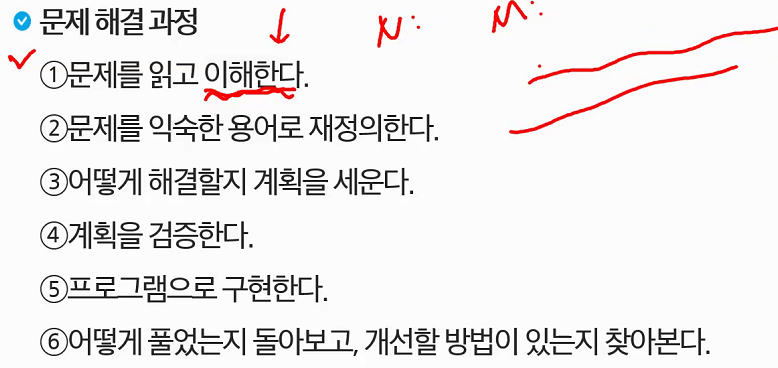 문제 해결 과정
N: M:
①문제를 읽고 이해한다.
②문제를 익숙한 용어로 재정의한다.
③어떻게 해결할지 계획을 세운다.
④계획을 검증한다.
⑤프로그램으로 구현한다.
⑥어떻게 풀었는지 돌아보고, 개선할 방법이 있는지 찾아본다.